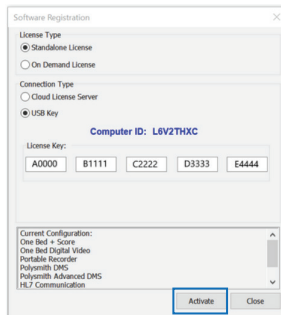 Software Registration
License Type
Standalone License
On Demand License
Connection Type
Cloud License Server
USB Key
Computer ID: L6V2THXC
License Key:
A0000 B1111 C2222 D3333 E4444
Current Configuration:
One Bed + Score
One Bed Digital Video
Portable Recorder
Polysmith DMS
Polysmith Advanced DMS
HL7 Communication
Activate Close